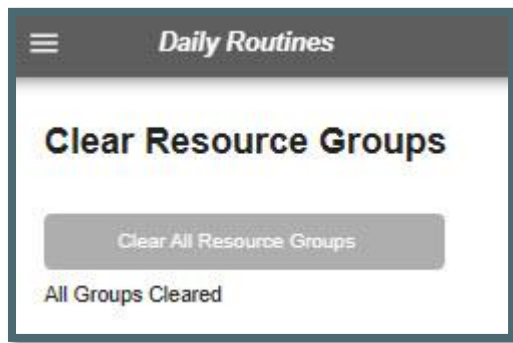 Daily Routines
Clear Resource Groups
Clear All Resource Groups
All Groups Cleared